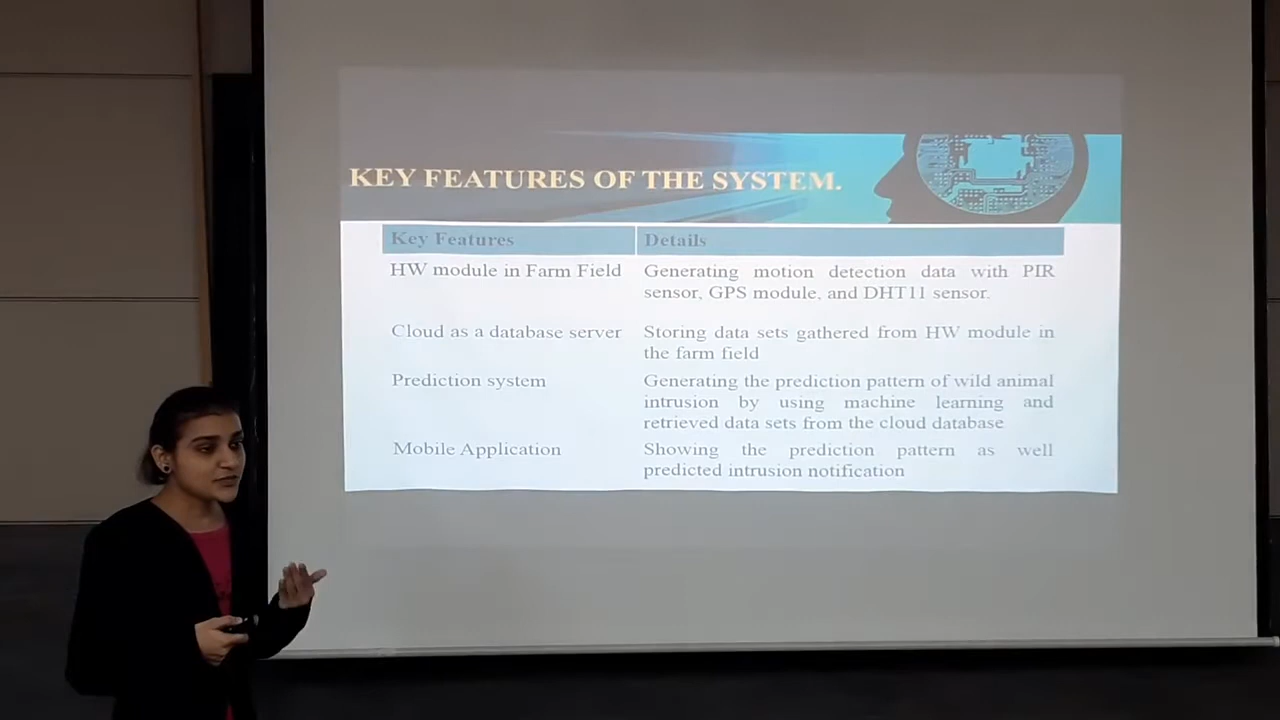 KEY FEATURES OF THE SYSTEM.
Key Features Details
HW module in Farm Field Generating motion detection data with PIR
sensor, GPS module, and DHT11 sensor.
Cloud as a database server Storing data sets gathered from HW module in
the farm field
Prediction system Generating the prediction pattern of wild animal
intrusion by using machine learning and
retrieved data sets from the cloud database
Mobile Application Showing the prediction pattern as well
predicted intrusion notification